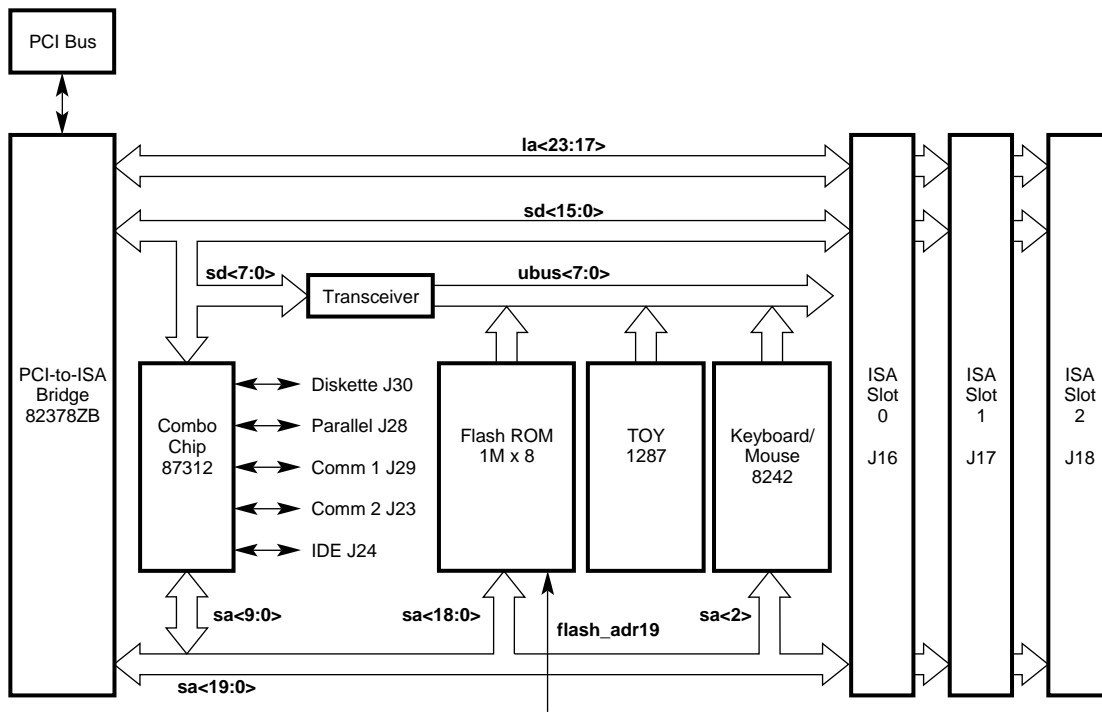 PCI Bus
la<23:17>
sd<15:0>
sd<7:0>
ubus<7:0>
Transceiver
PCI-to-ISA
Bridge
82378ZB
Combo
Chip
87312
Diskette J30
Parallel J28
Comm 1 J29
Comm 2 J23
IDE J24
Flash ROM
1M x 8
TOY
1287
Keyboard/
Mouse
8242
ISA
Slot
0
J16
ISA
Slot
1
J17
ISA
Slot
2
J18
sa<9:0>
sa<18:0>
flash_adr19
sa<2>
sa<19:0>